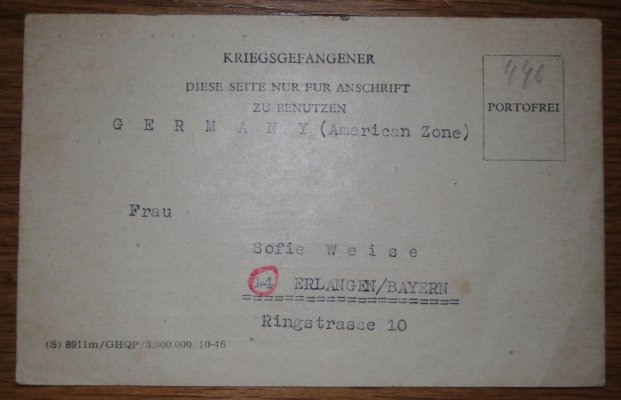 KRIEGSGEFANGENER
DIESE SEITE NUR FUR ANSCHRIFT
ZU BENUTZEN
G E R M A N Y (American Zone)
440
PORTOFREI
Frau
Sofie W e i s e
ERLANGEN/BAYERN
Ringstrasse 10
(S) 8911m/GHQP/3,000,000/10-46